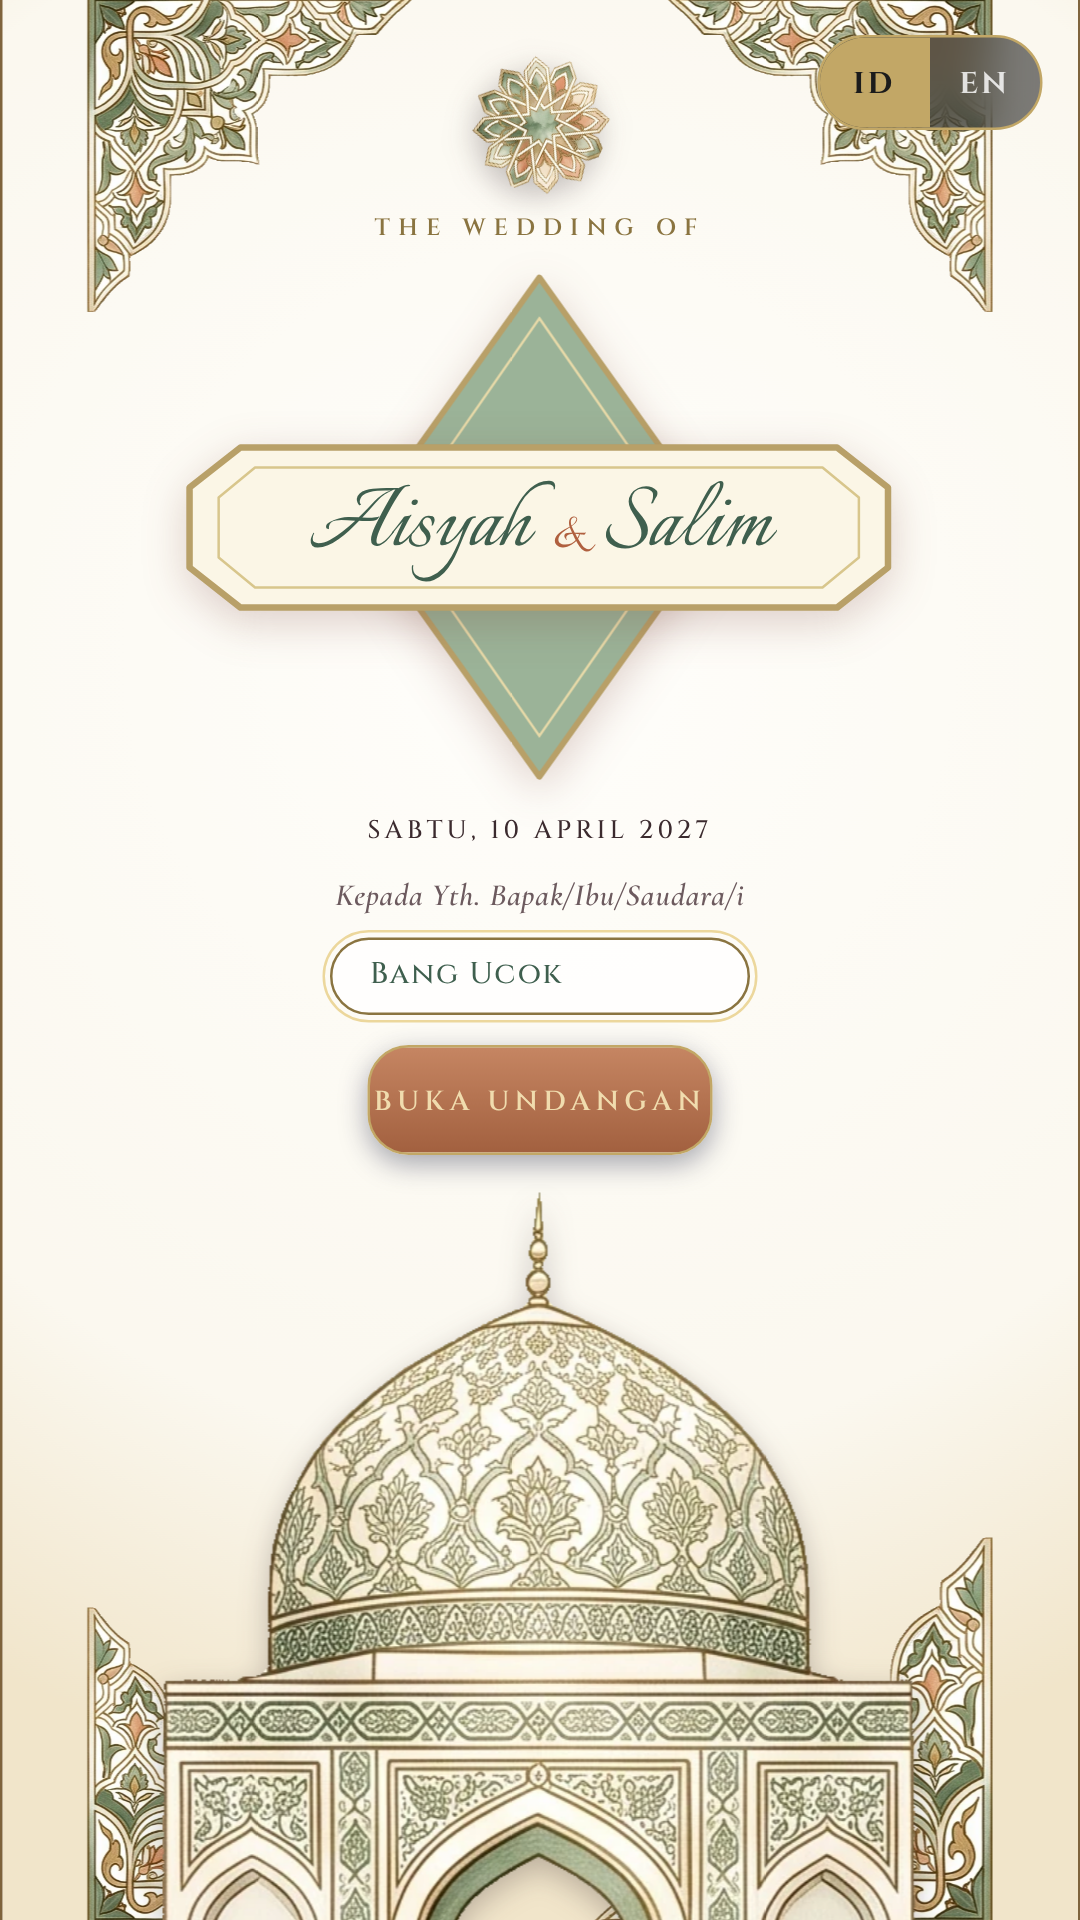 ID EN
THE WEDDING OF
Aisyah & Salim
SABTU, 10 APRIL 2027
Kepada Yth. Bapak/Ibu/Saudara/i
Bang Ucok
BUKA UNDANGAN